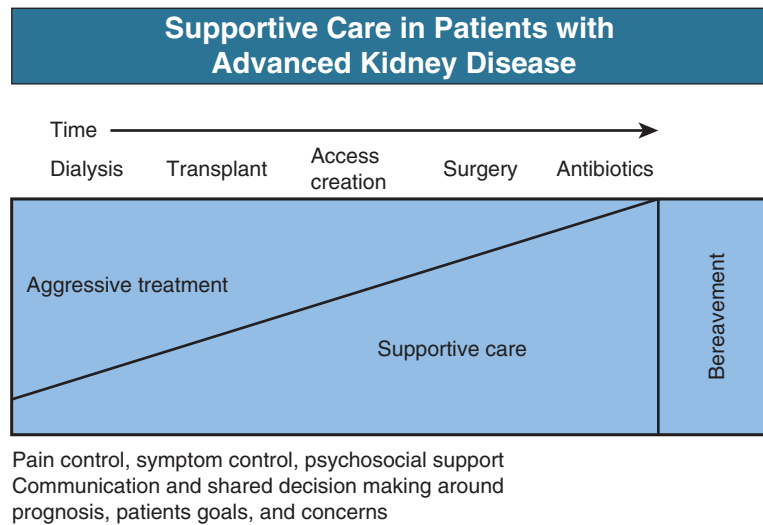 Supportive Care in Patients with
Advanced Kidney Disease
Time
Dialysis
Transplant
Access
creation
Surgery
Antibiotics
Aggressive treatment
Supportive care
Bereavement
Pain control, symptom control, psychosocial support
Communication and shared decision making around
prognosis, patients goals, and concerns